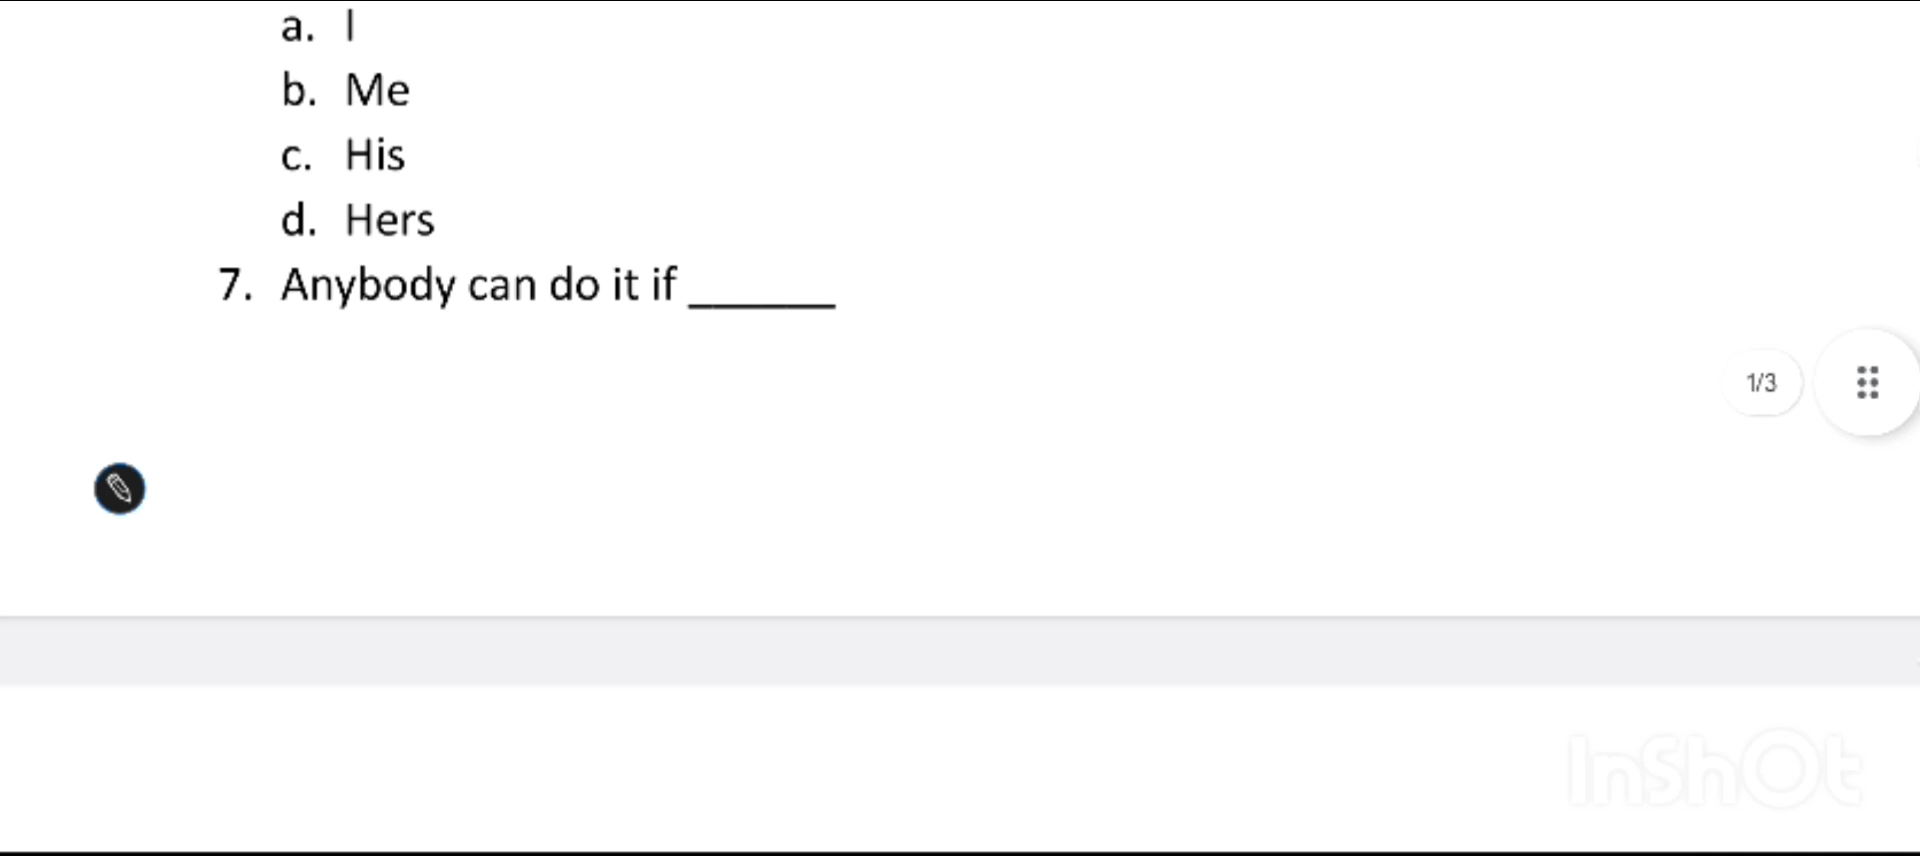 a. I
b. Me
c. His
d. Hers
7. Anybody can do it if ______
1/3
InShOt